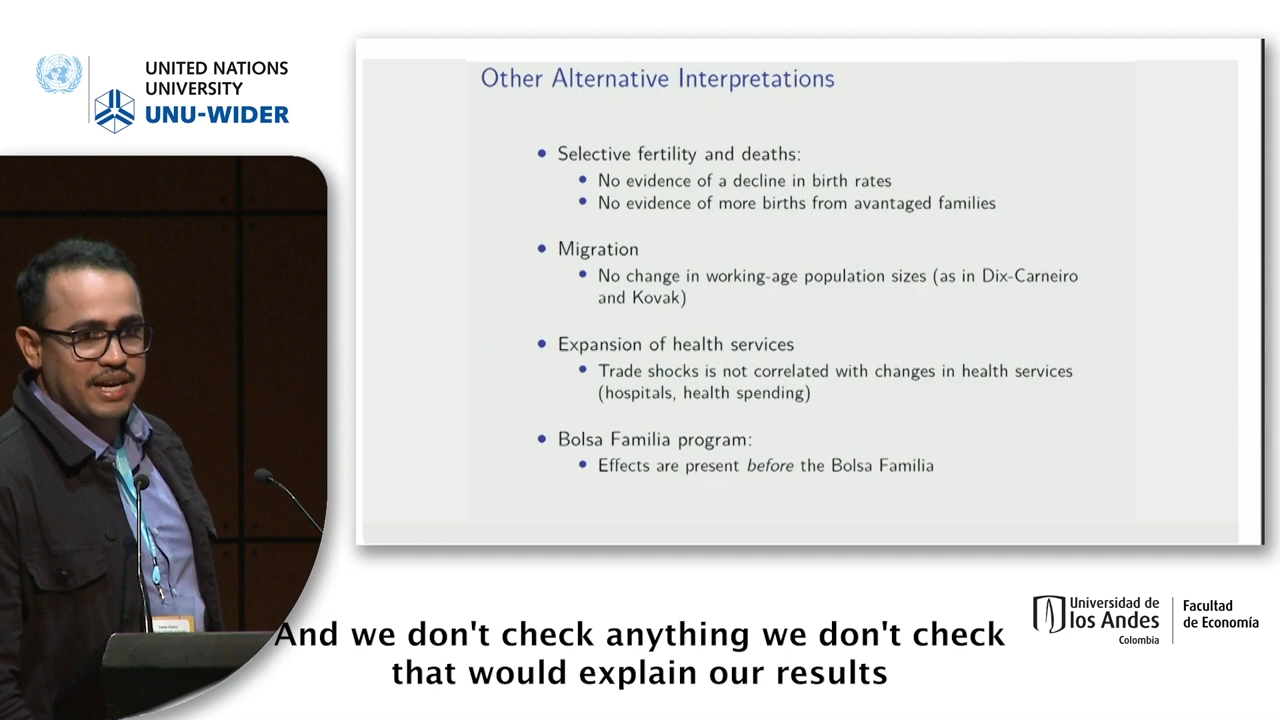 UNITED NATIONS
UNIVERSITY
UNU-WIDER
Other Alternative Interpretations
Selective fertility and deaths:
No evidence of a decline in birth rates
No evidence of more births from avantaged families
Migration
No change in working-age population sizes (as in Dix-Carneiro
and Kovak)
Expansion of health services
Trade shocks is not correlated with changes in health services
(hospitals, health spending)
Bolsa Familia program:
Effects are present before the Bolsa Familia
Universidad de
los Andes
Colombia
Facultad
de Economía
And we don't check anything we don't check
that would explain our results